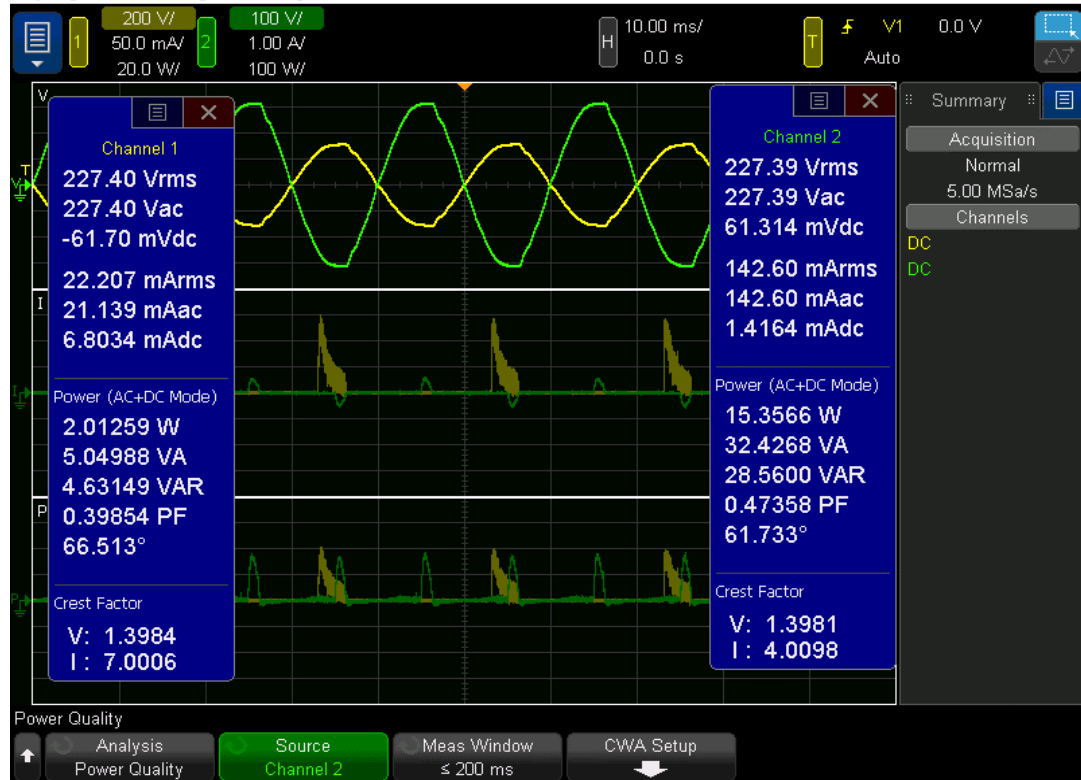 200 V/
100 V/
10.00 ms/
V1
0.0 V
1
50.0 mA/
2
1.00 A/
H
T
20.0 W/
100 W/
0.0 s
Auto
V
Summary
Acquisition
Normal
5.00 MSa/s
Channels
DC
DC
Channel 1
227.40 Vrms
227.40 Vac
-61.70 mVdc
22.207 mArms
21.139 mAac
6.8034 mAdc
Power (AC+DC Mode)
2.01259 W
5.04988 VA
4.63149 VAR
0.39854 PF
66.513°
Crest Factor
V: 1.3984
I: 7.0006
Channel 2
227.39 Vrms
227.39 Vac
61.314 mVdc
142.60 mArms
142.60 mAac
1.4164 mAdc
Power (AC+DC Mode)
15.3566 W
32.4268 VA
28.5600 VAR
0.47358 PF
61.733°
Crest Factor
V: 1.3981
I: 4.0098
T
V
I
I
P
P
Power Quality
Analysis
Power Quality
Source
Channel 2
Meas Window
≤ 200 ms
CWA Setup